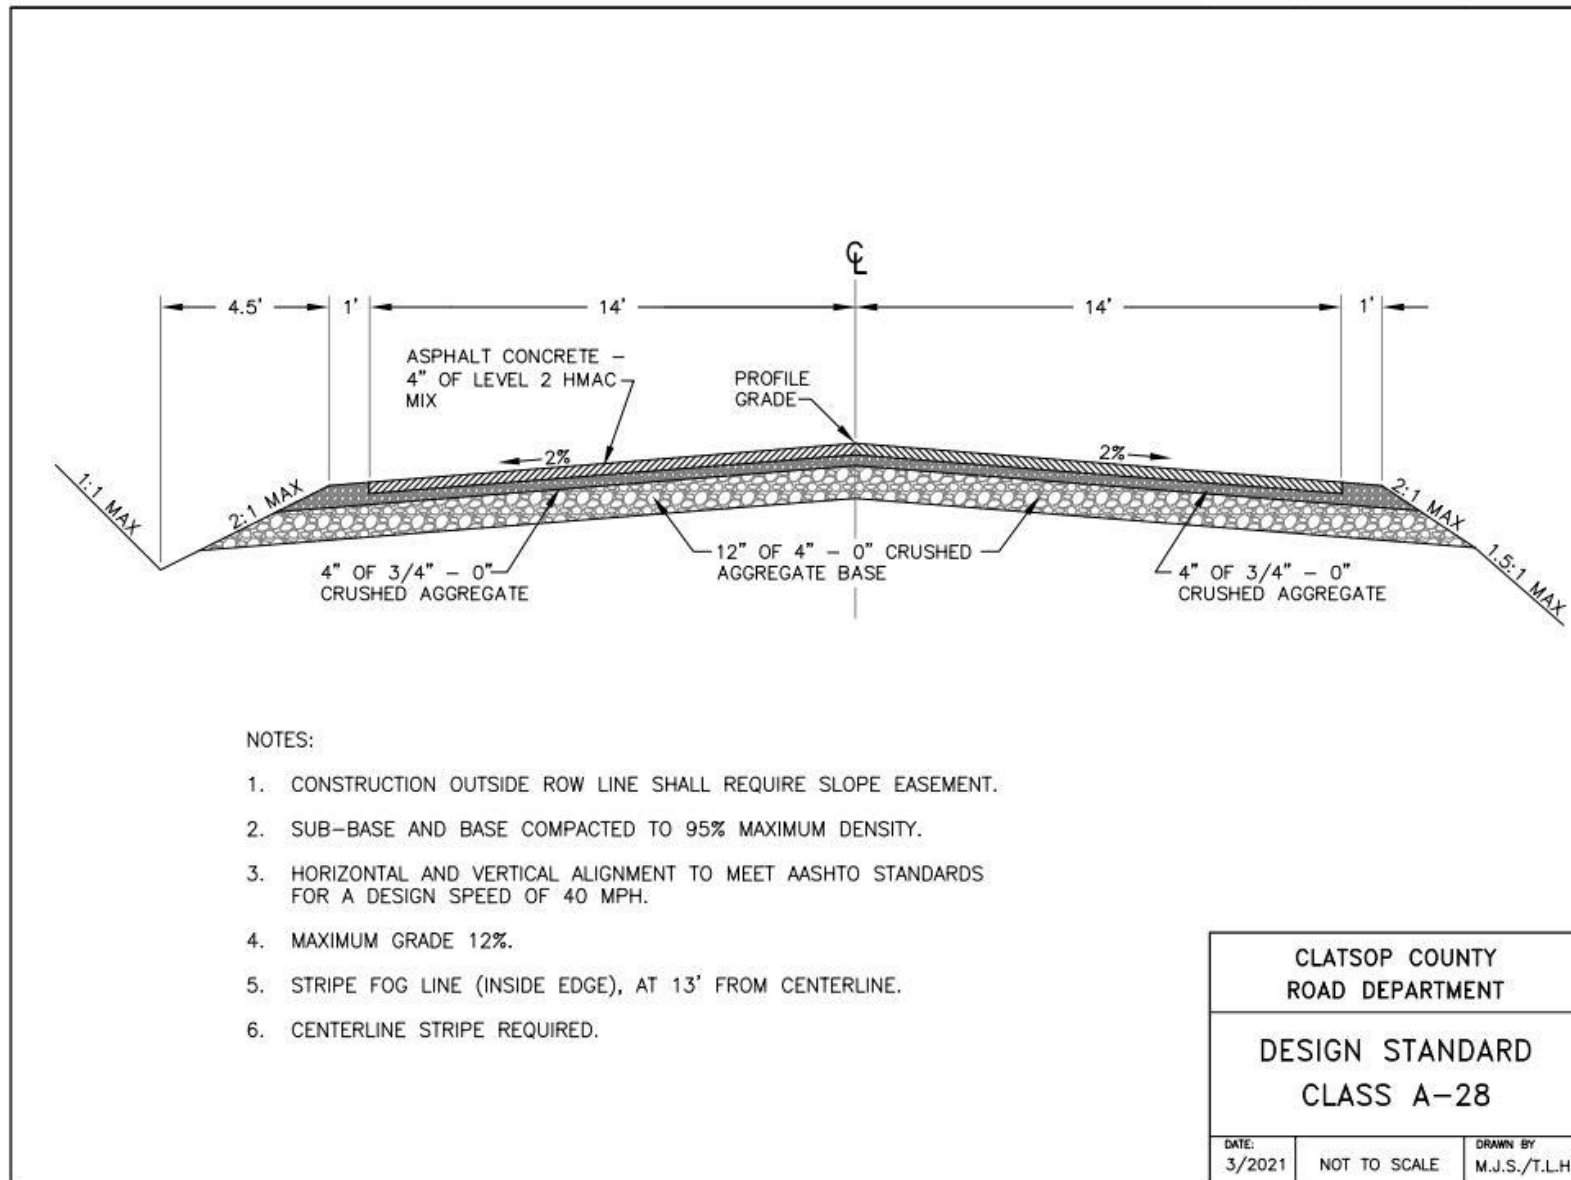 ℄
4.5'
1'
14'
14'
1'
ASPHALT CONCRETE –
4" OF LEVEL 2 HMAC
MIX
PROFILE
GRADE
2%
2%
1:1 MAX
2:1 MAX
2:1 MAX
1.5:1 MAX
4" OF 3/4" – 0"
CRUSHED AGGREGATE
12" OF 4" – 0" CRUSHED
AGGREGATE BASE
4" OF 3/4" – 0"
CRUSHED AGGREGATE
NOTES:
1. CONSTRUCTION OUTSIDE ROW LINE SHALL REQUIRE SLOPE EASEMENT.
2. SUB–BASE AND BASE COMPACTED TO 95% MAXIMUM DENSITY.
3. HORIZONTAL AND VERTICAL ALIGNMENT TO MEET AASHTO STANDARDS
FOR A DESIGN SPEED OF 40 MPH.
4. MAXIMUM GRADE 12%.
5. STRIPE FOG LINE (INSIDE EDGE), AT 13' FROM CENTERLINE.
6. CENTERLINE STRIPE REQUIRED.
CLATSOP COUNTY
ROAD DEPARTMENT
DESIGN STANDARD
CLASS A–28
DATE:
3/2021
NOT TO SCALE
DRAWN BY
M.J.S./T.L.H